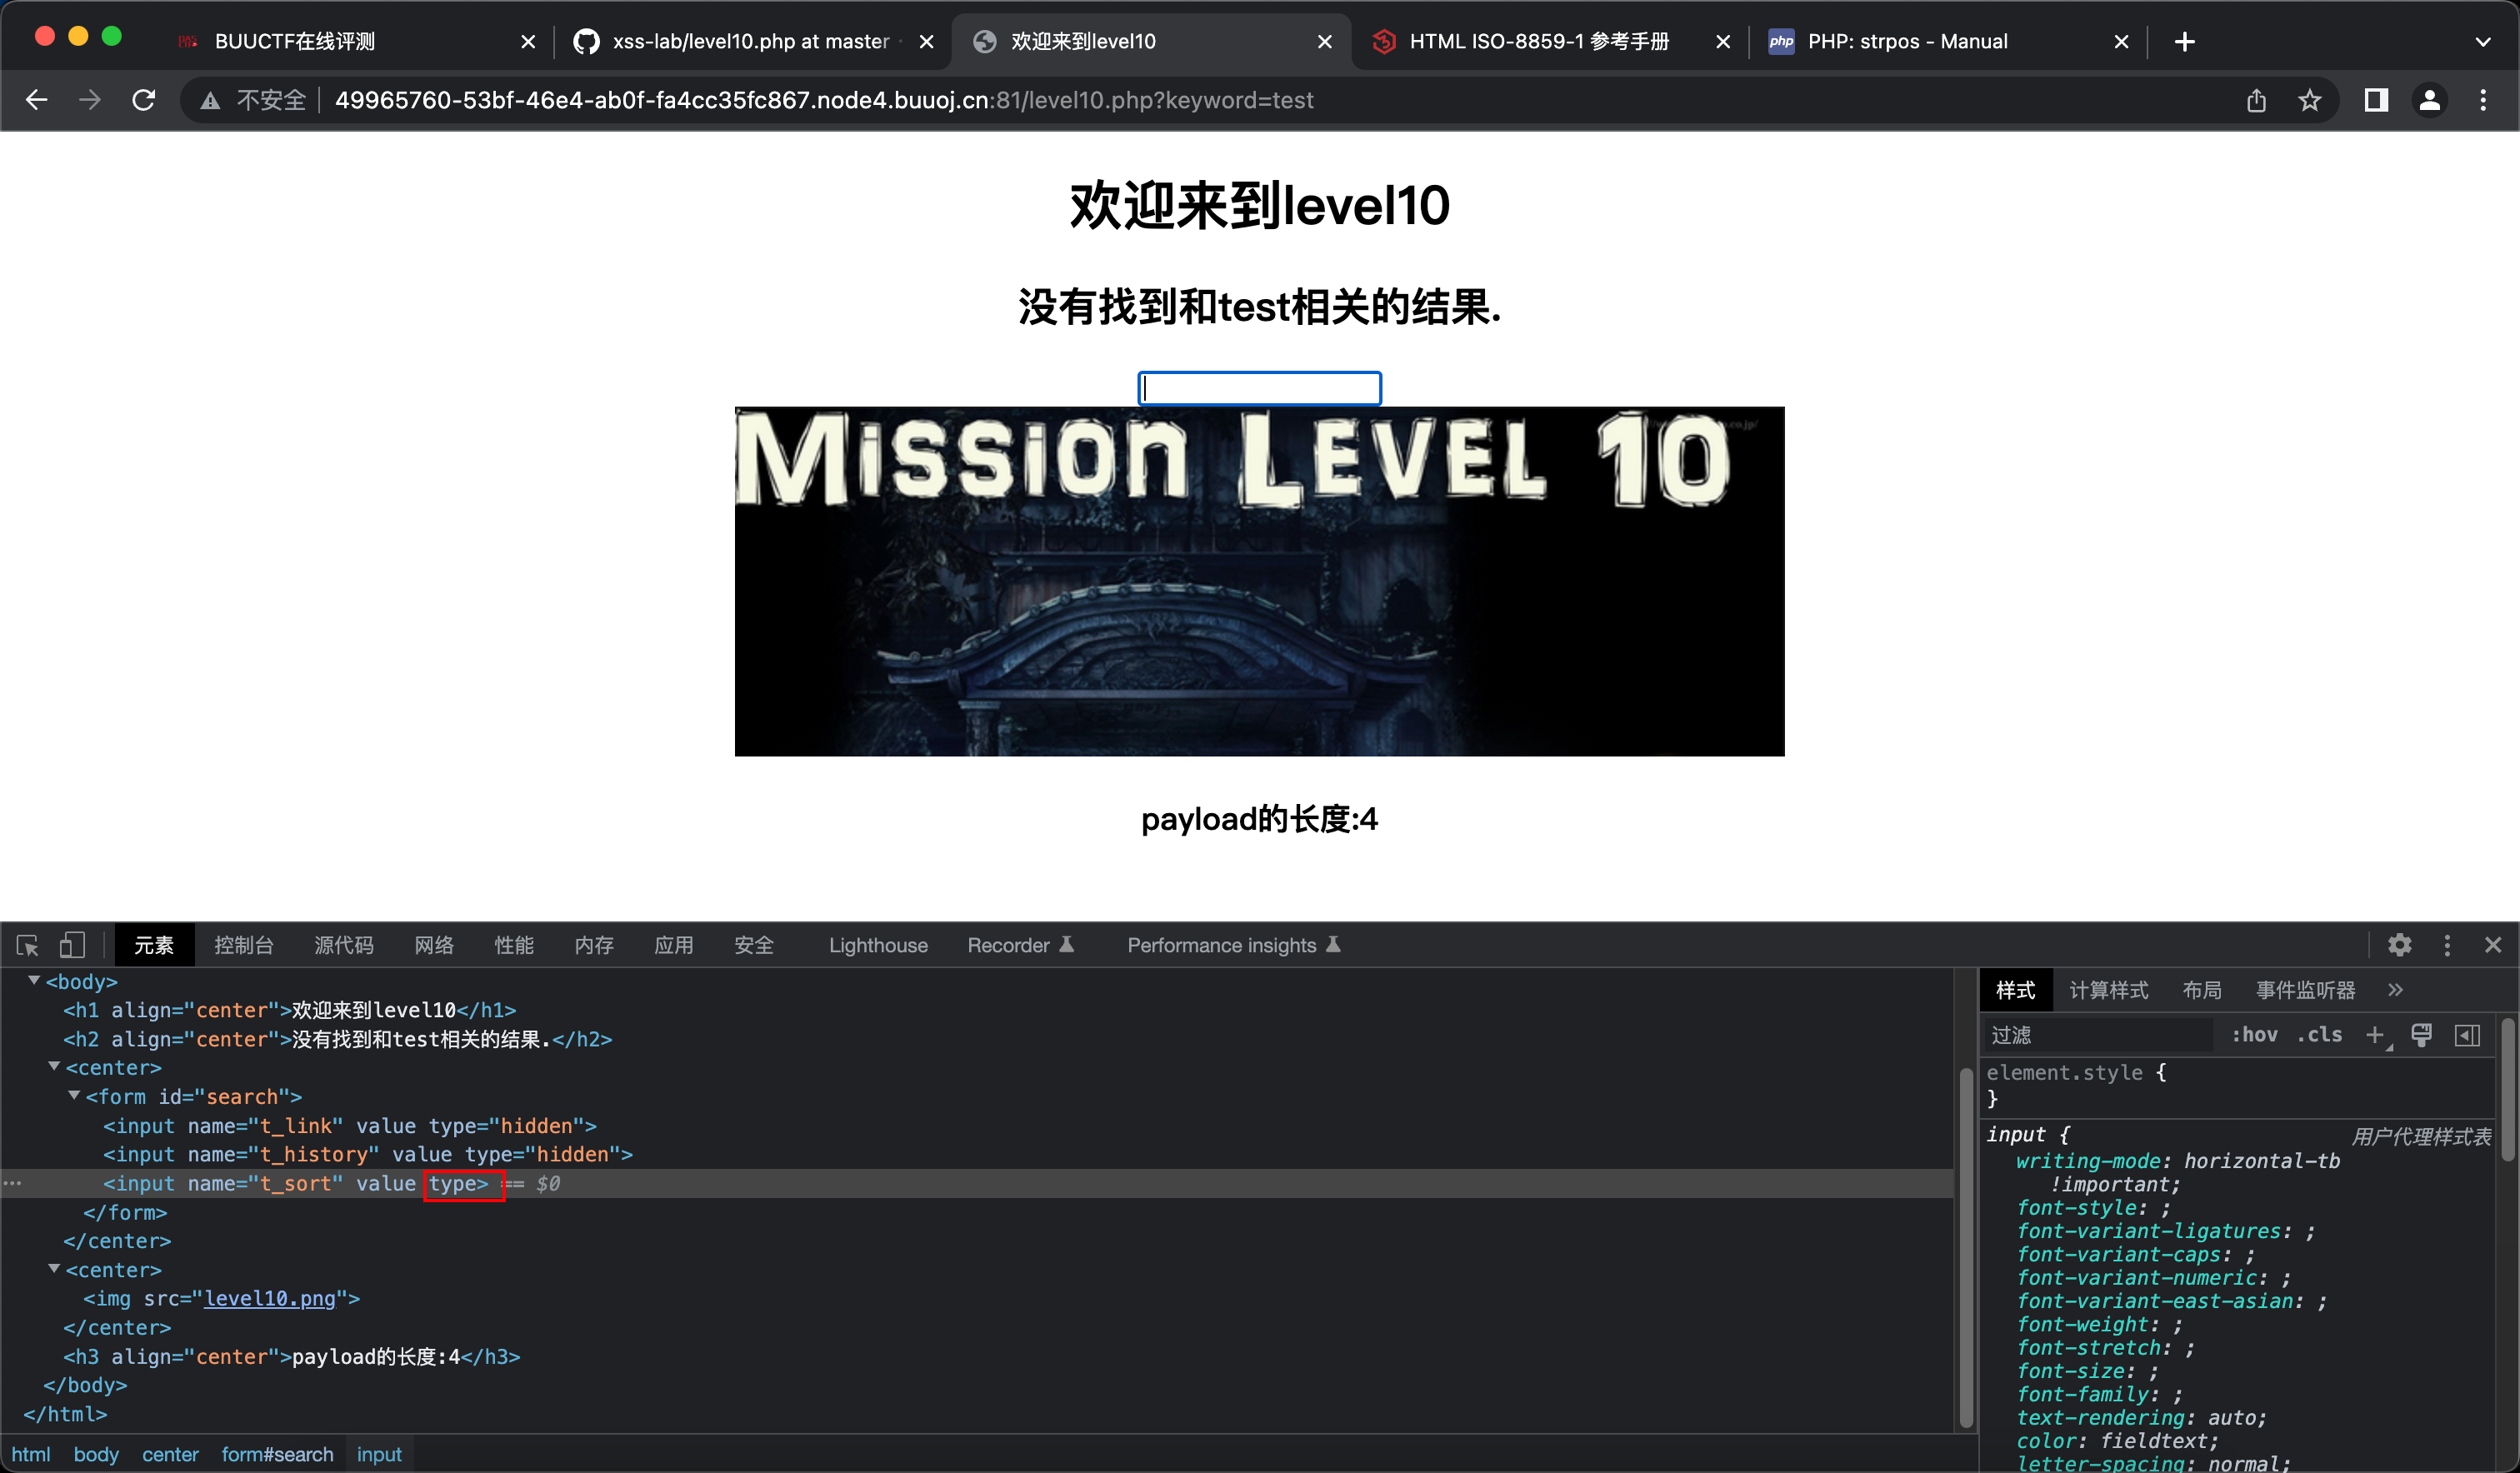 BUUCTF在线评测
xss-lab/level10.php at master ·
欢迎来到level10
HTML ISO-8859-1 参考手册
php PHP: strpos - Manual
不安全 49965760-53bf-46e4-ab0f-fa4cc35fc867.node4.buuoj.cn:81/level10.php?keyword=test
欢迎来到level10
没有找到和test相关的结果.
Mission Level 10
payload的长度:4
元素 控制台 源代码 网络 性能 内存 应用 安全 Lighthouse Recorder Performance insights
<body>
<h1 align="center">欢迎来到level10</h1>
<h2 align="center">没有找到和test相关的结果.</h2>
<center>
<form id="search">
<input name="t_link" value type="hidden">
<input name="t_history" value type="hidden">
··· <input name="t_sort" value type> == $0
</form>
</center>
<center>
<img src="level10.png">
</center>
<h3 align="center">payload的长度:4</h3>
</body>
</html>
html body center form#search input
样式 计算样式 布局 事件监听器 »
过滤 :hov .cls
element.style {
}
input { 用户代理样式表
writing-mode: horizontal-tb
!important;
font-style: ;
font-variant-ligatures: ;
font-variant-caps: ;
font-variant-numeric: ;
font-variant-east-asian: ;
font-weight: ;
font-stretch: ;
font-size: ;
font-family: ;
text-rendering: auto;
color: fieldtext;
letter-spacing: normal;